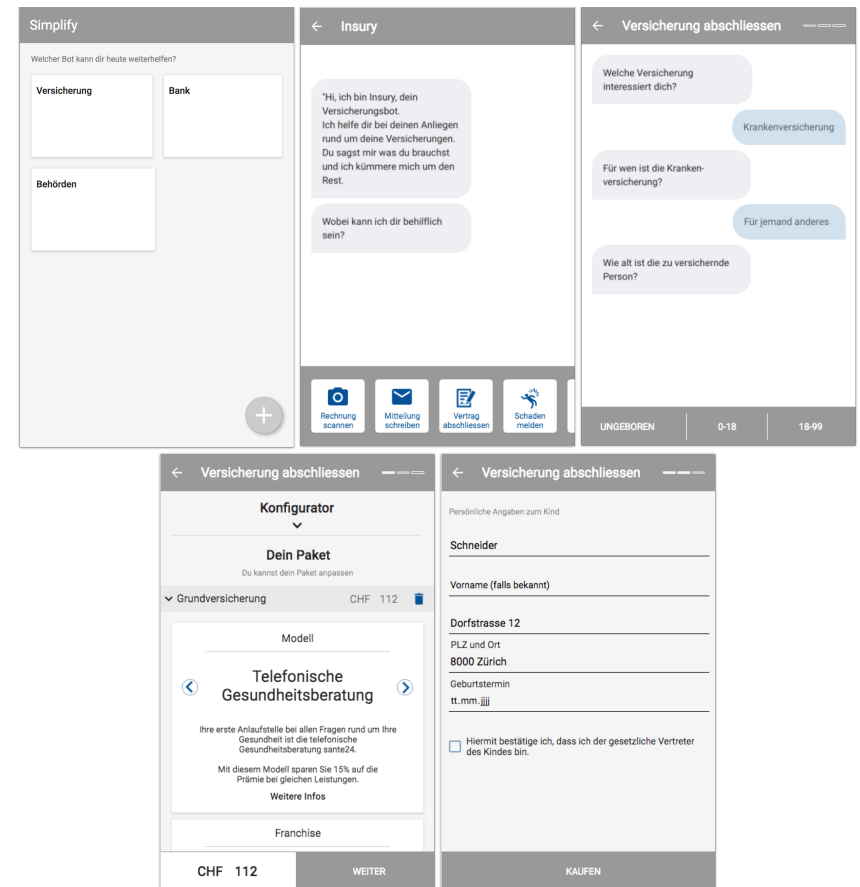 Simplify
Welcher Bot kann dir heute weiterhelfen?
Versicherung
Bank
Behörden
Insury
"Hi, ich bin Insury, dein
Versicherungsbot.
Ich helfe dir bei deinen Anliegen
rund um deine Versicherungen.
Du sagst mir was du brauchst
und ich kümmere mich um den
Rest.
Wobei kann ich dir behilflich
sein?
Rechnung
scannen
Mitteilung
schreiben
Vertrag
abschliessen
Schaden
melden
Versicherung abschliessen
Welche Versicherung
interessiert dich?
Krankenversicherung
Für wen ist die Kranken-
versicherung?
Für jemand anderes
Wie alt ist die zu versichernde
Person?
UNGEBOREN
0-18
18-99
Versicherung abschliessen
Konfigurator
Dein Paket
Du kannst dein Paket anpassen
Grundversicherung CHF 112
Modell
Telefonische
Gesundheitsberatung
Ihre erste Anlaufstelle bei allen Fragen rund um Ihre
Gesundheit ist die telefonische
Gesundheitsberatung sante24.
Mit diesem Modell sparen Sie 15% auf die
Prämie bei gleichen Leistungen.
Weitere Infos
Franchise
CHF 112
WEITER
Versicherung abschliessen
Persönliche Angaben zum Kind
Schneider
Vorname (falls bekannt)
Dorfstrasse 12
PLZ und Ort
8000 Zürich
Geburtstermin
tt.mm.jjjj
Hiermit bestätige ich, dass ich der gesetzliche Vertreter
des Kindes bin.
KAUFEN